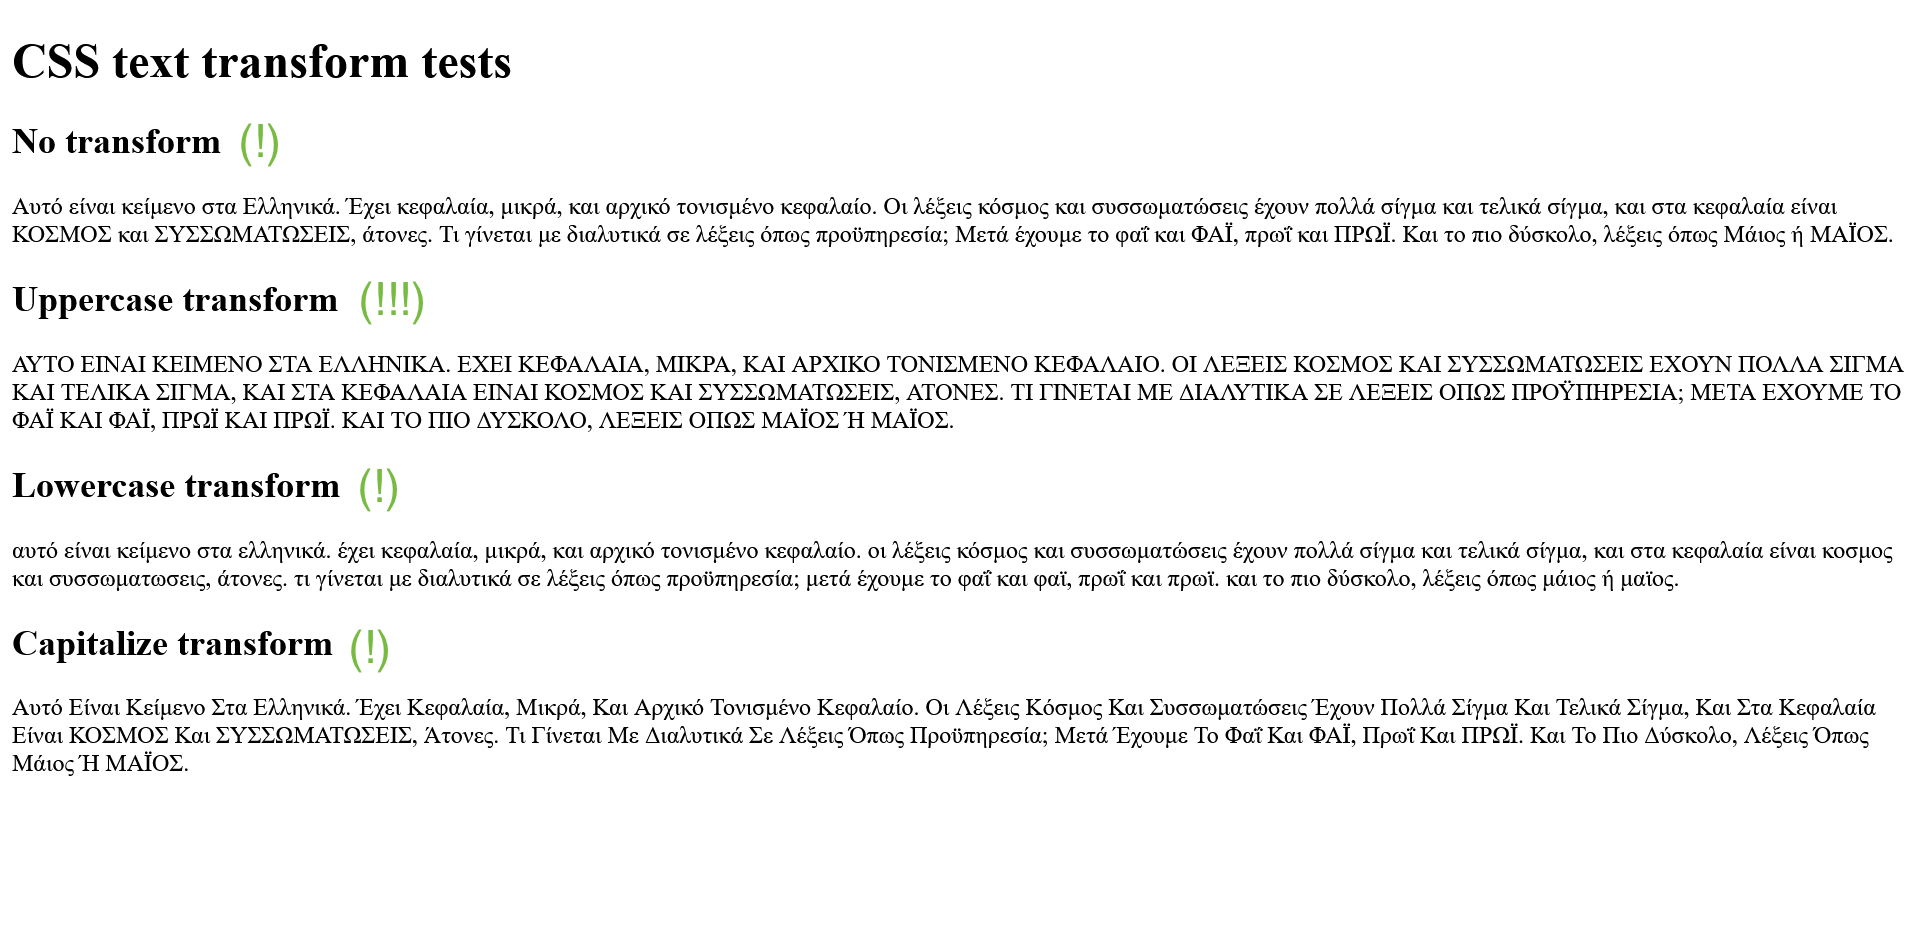 CSS text transform tests
No transform (!)
Αυτό είναι κείμενο στα Ελληνικά. Έχει κεφαλαία, μικρά, και αρχικό τονισμένο κεφαλαίο. Οι λέξεις κόσμος και συσσωματώσεις έχουν πολλά σίγμα και τελικά σίγμα, και στα κεφαλαία είναι
ΚΟΣΜΟΣ και ΣΥΣΣΩΜΑΤΩΣΕΙΣ, άτονες. Τι γίνεται με διαλυτικά σε λέξεις όπως προϋπηρεσία; Μετά έχουμε το φαΐ και ΦΑΪ, πρωΐ και ΠΡΩΪ. Και το πιο δύσκολο, λέξεις όπως Μάιος ή ΜΑΪΟΣ.
Uppercase transform (!!!)
ΑΥΤΟ ΕΙΝΑΙ ΚΕΙΜΕΝΟ ΣΤΑ ΕΛΛΗΝΙΚΑ. ΕΧΕΙ ΚΕΦΑΛΑΙΑ, ΜΙΚΡΑ, ΚΑΙ ΑΡΧΙΚΟ ΤΟΝΙΣΜΕΝΟ ΚΕΦΑΛΑΙΟ. ΟΙ ΛΕΞΕΙΣ ΚΟΣΜΟΣ ΚΑΙ ΣΥΣΣΩΜΑΤΩΣΕΙΣ ΕΧΟΥΝ ΠΟΛΛΑ ΣΙΓΜΑ
ΚΑΙ ΤΕΛΙΚΑ ΣΙΓΜΑ, ΚΑΙ ΣΤΑ ΚΕΦΑΛΑΙΑ ΕΙΝΑΙ ΚΟΣΜΟΣ ΚΑΙ ΣΥΣΣΩΜΑΤΩΣΕΙΣ, ΑΤΟΝΕΣ. ΤΙ ΓΙΝΕΤΑΙ ΜΕ ΔΙΑΛΥΤΙΚΑ ΣΕ ΛΕΞΕΙΣ ΟΠΩΣ ΠΡΟΫΠΗΡΕΣΙΑ; ΜΕΤΑ ΕΧΟΥΜΕ ΤΟ
ΦΑΪ ΚΑΙ ΦΑΪ, ΠΡΩΪ ΚΑΙ ΠΡΩΪ. ΚΑΙ ΤΟ ΠΙΟ ΔΥΣΚΟΛΟ, ΛΕΞΕΙΣ ΟΠΩΣ ΜΑΪΟΣ Ή ΜΑΪΟΣ.
Lowercase transform (!)
αυτό είναι κείμενο στα ελληνικά. έχει κεφαλαία, μικρά, και αρχικό τονισμένο κεφαλαίο. οι λέξεις κόσμος και συσσωματώσεις έχουν πολλά σίγμα και τελικά σίγμα, και στα κεφαλαία είναι κοσμος
και συσσωματωσεις, άτονες. τι γίνεται με διαλυτικά σε λέξεις όπως προϋπηρεσία; μετά έχουμε το φαΐ και φαϊ, πρωΐ και πρωϊ. και το πιο δύσκολο, λέξεις όπως μάιος ή μαϊος.
Capitalize transform (!)
Αυτό Είναι Κείμενο Στα Ελληνικά. Έχει Κεφαλαία, Μικρά, Και Αρχικό Τονισμένο Κεφαλαίο. Οι Λέξεις Κόσμος Και Συσσωματώσεις Έχουν Πολλά Σίγμα Και Τελικά Σίγμα, Και Στα Κεφαλαία
Είναι ΚΟΣΜΟΣ Και ΣΥΣΣΩΜΑΤΩΣΕΙΣ, Άτονες. Τι Γίνεται Με Διαλυτικά Σε Λέξεις Όπως Προϋπηρεσία; Μετά Έχουμε Το Φαΐ Και ΦΑΪ, Πρωΐ Και ΠΡΩΪ. Και Το Πιο Δύσκολο, Λέξεις Όπως
Μάιος Ή ΜΑΪΟΣ.